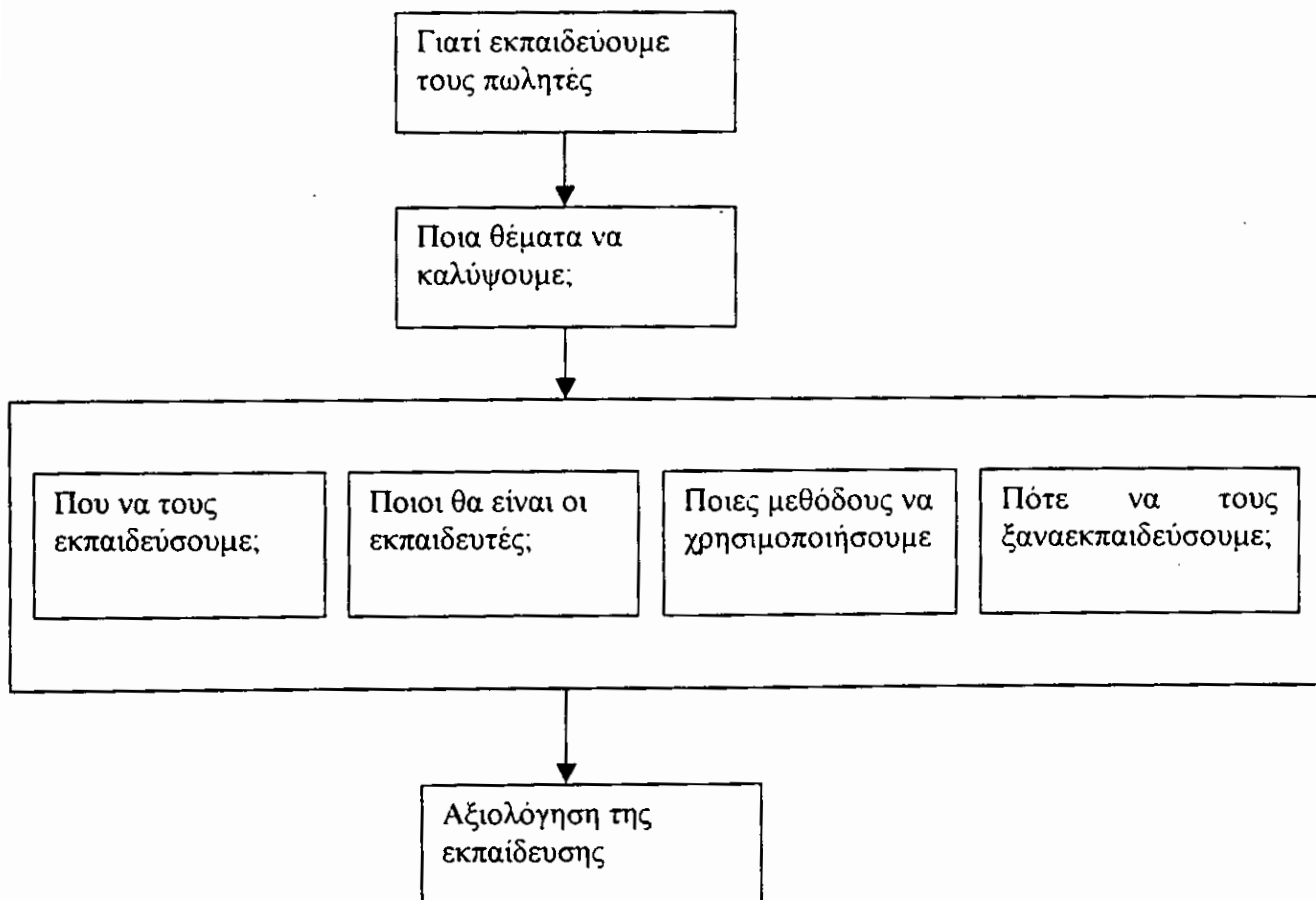 Γιατί εκπαιδεύουμε
τους πωλητές
Ποια θέματα να
καλύψουμε;
Που να τους
εκπαιδεύσουμε;
Ποιοι θα είναι οι
εκπαιδευτές;
Ποιες μεθόδους να
χρησιμοποιήσουμε
Πότε να τους
ξαναεκπαιδεύσουμε;
Αξιολόγηση της
εκπαίδευσης